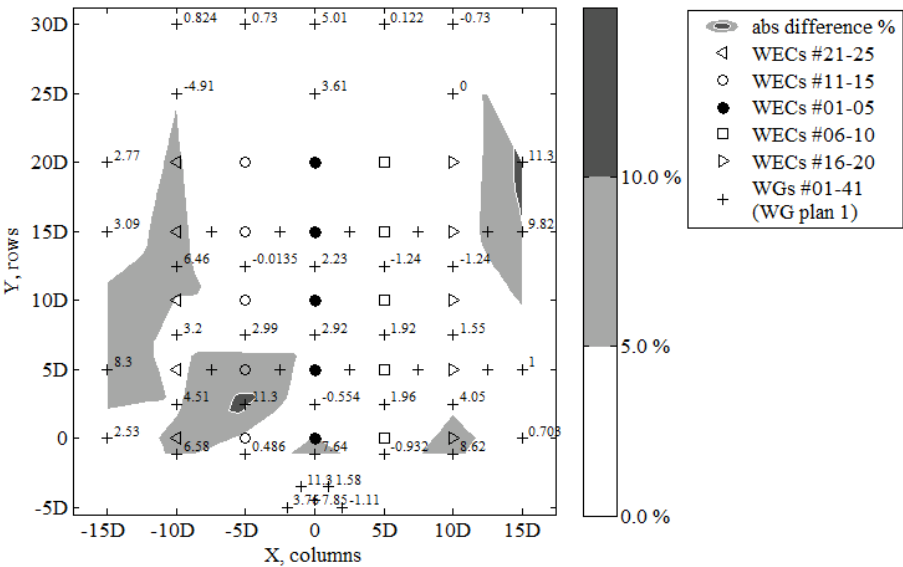 30D 0.824 0.73 5.01 0.122 -0.73
25D -4.91 3.61 0
20D 2.77 11.3
15D 3.09 9.82
6.46 -0.0135 2.23 -1.24 -1.24
10D
3.2 2.99 2.92 1.92 1.55
5D 8.3 1
4.51 11.3 -0.554 1.96 4.05
0 2.53 0.703
6.58 0.486 7.64 -0.932 8.62
11.3 1.58
-5D 3.76 7.85 -1.11
-15D -10D -5D 0 5D 10D 15D
X, columns
Y, rows
10.0 %
5.0 %
0.0 %
abs difference %
WECs #21-25
WECs #11-15
WECs #01-05
WECs #06-10
WECs #16-20
WGs #01-41
(WG plan 1)